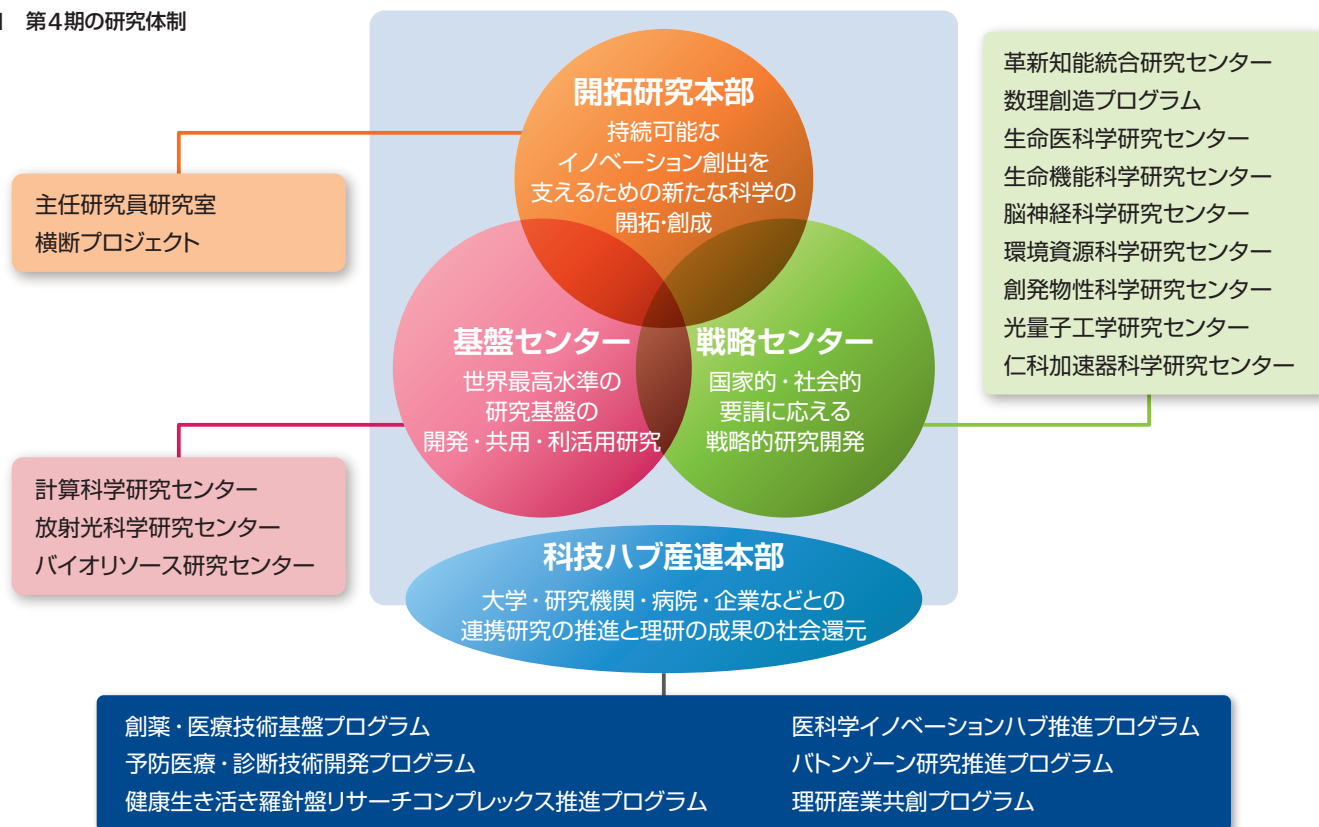 第4期の研究体制
開拓研究本部
持続可能な
イノベーション創出を
支えるための新たな科学の
開拓・創成
主任研究員研究室
横断プロジェクト
基盤センター
世界最高水準の
研究基盤の
開発・共用・利活用研究
戦略センター
国家的・社会的
要請に応える
戦略的研究開発
革新知能統合研究センター
数理創造プログラム
生命医科学研究センター
生命機能科学研究センター
脳神経科学研究センター
環境資源科学研究センター
創発物性科学研究センター
光量子工学研究センター
仁科加速器科学研究センター
計算科学研究センター
放射光科学研究センター
バイオリソース研究センター
科技ハブ産連本部
大学・研究機関・病院・企業などとの
連携研究の推進と理研の成果の社会還元
創薬・医療技術基盤プログラム
予防医療・診断技術開発プログラム
健康生き活き羅針盤リサーチコンプレックス推進プログラム
医科学イノベーションハブ推進プログラム
バトンゾーン研究推進プログラム
理研産業共創プログラム